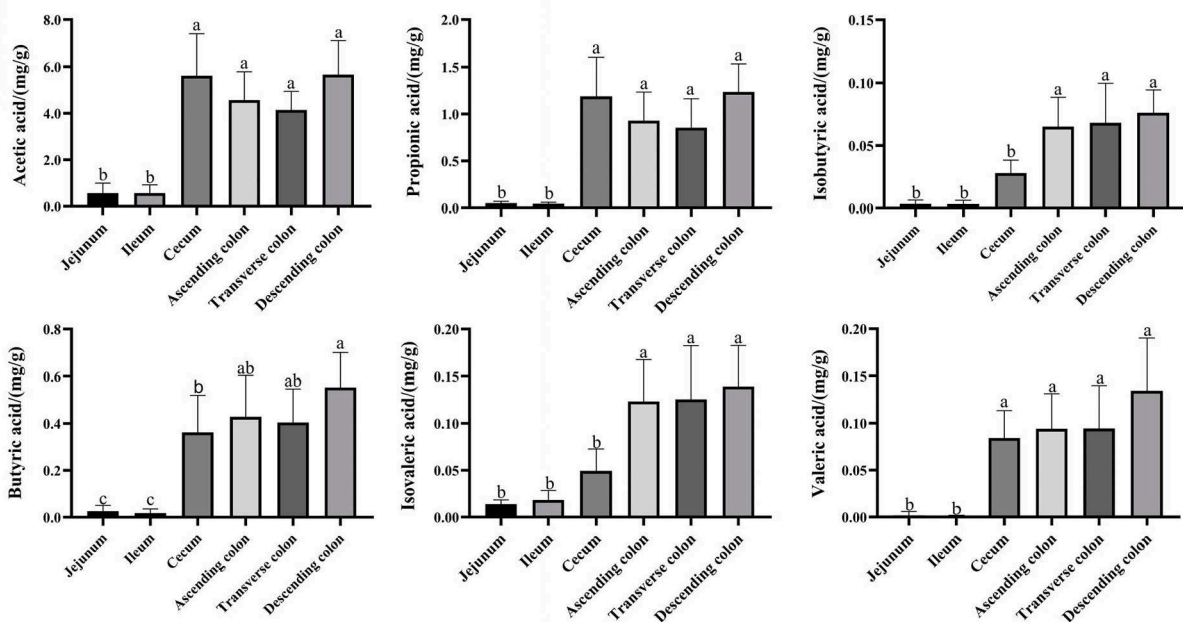 Acetic acid/(mg/g)
8.0
6.0
4.0
2.0
0.0
b
b
a
a
a
a
Jejunum
Ileum
Cecum
Ascending colon
Transverse colon
Descending colon
Propionic acid/(mg/g)
2.0
1.5
1.0
0.5
0.0
b
b
a
a
a
a
Jejunum
Ileum
Cecum
Ascending colon
Transverse colon
Descending colon
Isobutyric acid/(mg/g)
0.15
0.10
0.05
0.00
b
b
b
a
a
a
Jejunum
Ileum
Cecum
Ascending colon
Transverse colon
Descending colon
Butyric acid/(mg/g)
0.8
0.6
0.4
0.2
0.0
c
c
b
ab
ab
a
Jejunum
Ileum
Cecum
Ascending colon
Transverse colon
Descending colon
Isovaleric acid/(mg/g)
0.20
0.15
0.10
0.05
0.00
b
b
b
a
a
a
Jejunum
Ileum
Cecum
Ascending colon
Transverse colon
Descending colon
Valeric acid/(mg/g)
0.20
0.15
0.10
0.05
0.00
b
b
a
a
a
a
Jejunum
Ileum
Cecum
Ascending colon
Transverse colon
Descending colon